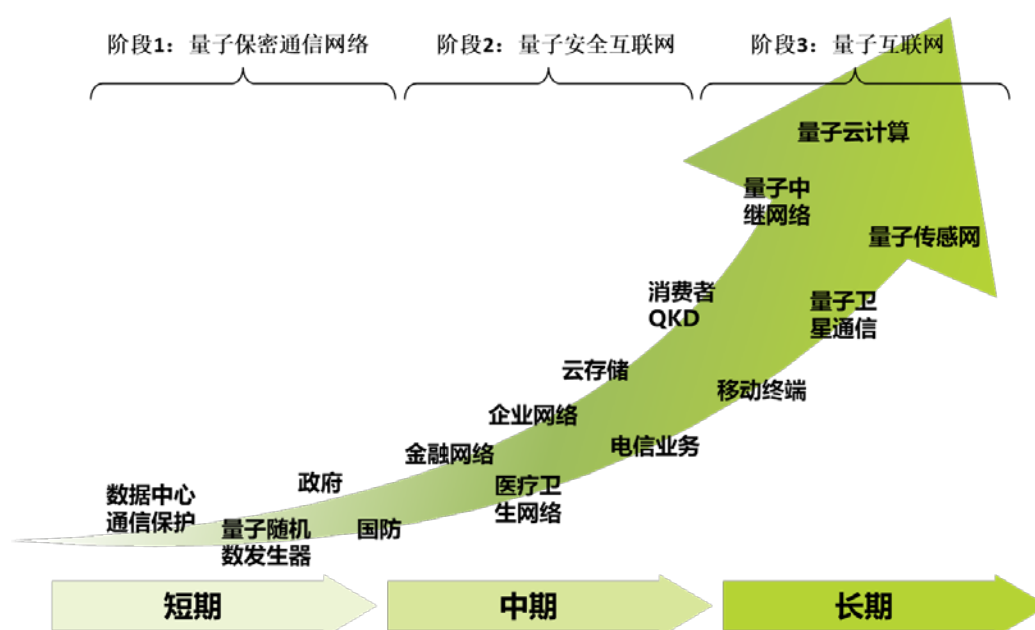 阶段1：量子保密通信网络
阶段2：量子安全互联网
阶段3：量子互联网
量子云计算
量子中
继网络
量子传感网
消费者
QKD
量子卫
星通信
云存储
移动终端
企业网络
电信业务
金融网络
医疗卫
生网络
政府
数据中心
通信保护
量子随机
数发生器
国防
短期
中期
长期